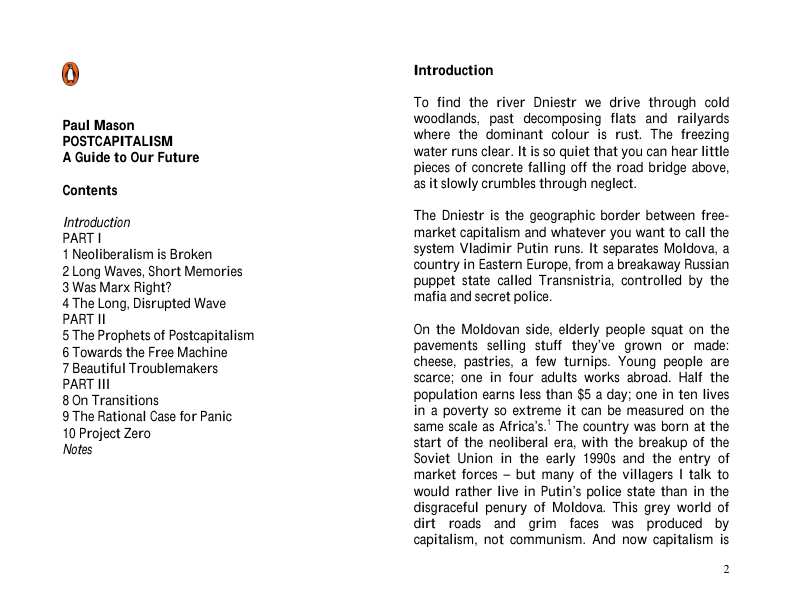 Paul Mason
POSTCAPITALISM
A Guide to Our Future
Contents
Introduction
PART I
1 Neoliberalism is Broken
2 Long Waves, Short Memories
3 Was Marx Right?
4 The Long, Disrupted Wave
PART II
5 The Prophets of Postcapitalism
6 Towards the Free Machine
7 Beautiful Troublemakers
PART III
8 On Transitions
9 The Rational Case for Panic
10 Project Zero
Notes
Introduction
To find the river Dniestr we drive through cold
woodlands, past decomposing flats and railyards
where the dominant colour is rust. The freezing
water runs clear. It is so quiet that you can hear little
pieces of concrete falling off the road bridge above,
as it slowly crumbles through neglect.
The Dniestr is the geographic border between free-
market capitalism and whatever you want to call the
system Vladimir Putin runs. It separates Moldova, a
country in Eastern Europe, from a breakaway Russian
puppet state called Transnistria, controlled by the
mafia and secret police.
On the Moldovan side, elderly people squat on the
pavements selling stuff they’ve grown or made:
cheese, pastries, a few turnips. Young people are
scarce; one in four adults works abroad. Half the
population earns less than $5 a day; one in ten lives
in a poverty so extreme it can be measured on the
same scale as Africa’s.1 The country was born at the
start of the neoliberal era, with the breakup of the
Soviet Union in the early 1990s and the entry of
market forces – but many of the villagers I talk to
would rather live in Putin’s police state than in the
disgraceful penury of Moldova. This grey world of
dirt roads and grim faces was produced by
capitalism, not communism. And now capitalism is
2